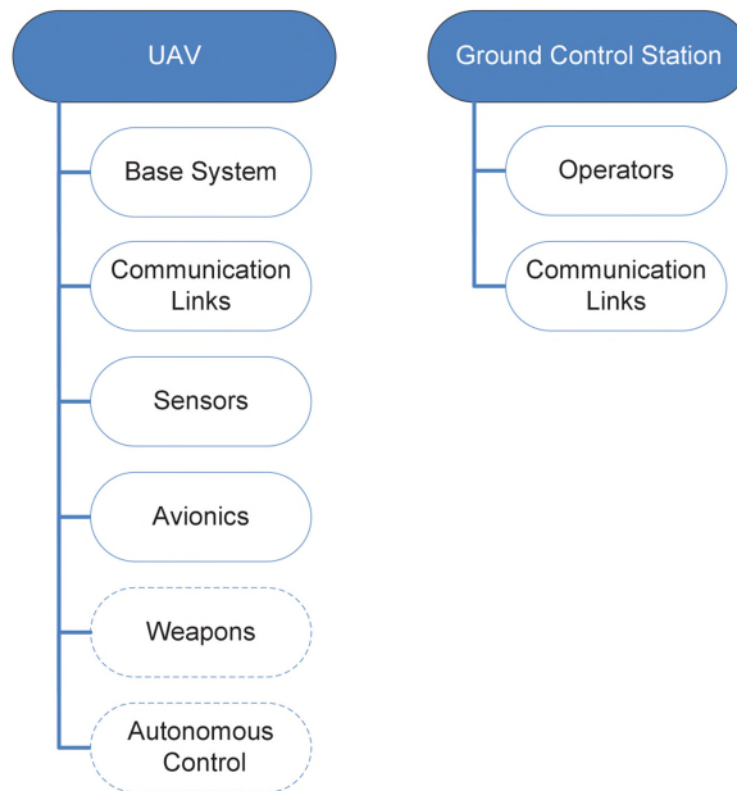 UAV
Base System
Communication
Links
Sensors
Avionics
Weapons
Autonomous
Control
Ground Control Station
Operators
Communication
Links